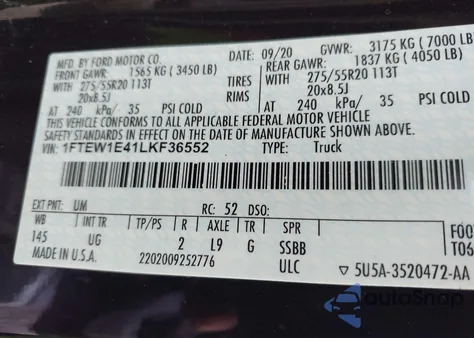 MFD. BY FORD MOTOR CO. DATE: 09/20 GVWR: 3175 KG (7000 LB)
FRONT GAWR: 1565 KG (3450 LB) REAR GAWR: 1837 KG (4050 LB)
WITH 275/55R20 113T TIRES WITH 275/55R20 113T
20x8.5J RIMS 20x8.5J
AT 240 kPa/ 35 PSI COLD AT 240 kPa/ 35 PSI COLD
THIS VEHICLE CONFORMS TO ALL APPLICABLE FEDERAL MOTOR VEHICLE
SAFETY STANDARDS IN EFFECT ON THE DATE OF MANUFACTURE SHOWN ABOVE.
VIN: 1FTEW1E41LKF36552 TYPE: Truck
EXT PNT: UM RC: 52 DSO:
WB INT TR TP/PS R AXLE TR SPR
145 UG 2 L9 G SSBB
MADE IN U.S.A. 2202009252776 ULC ▽ 5U5A-3520472-AA
F00
T06
autoSnap